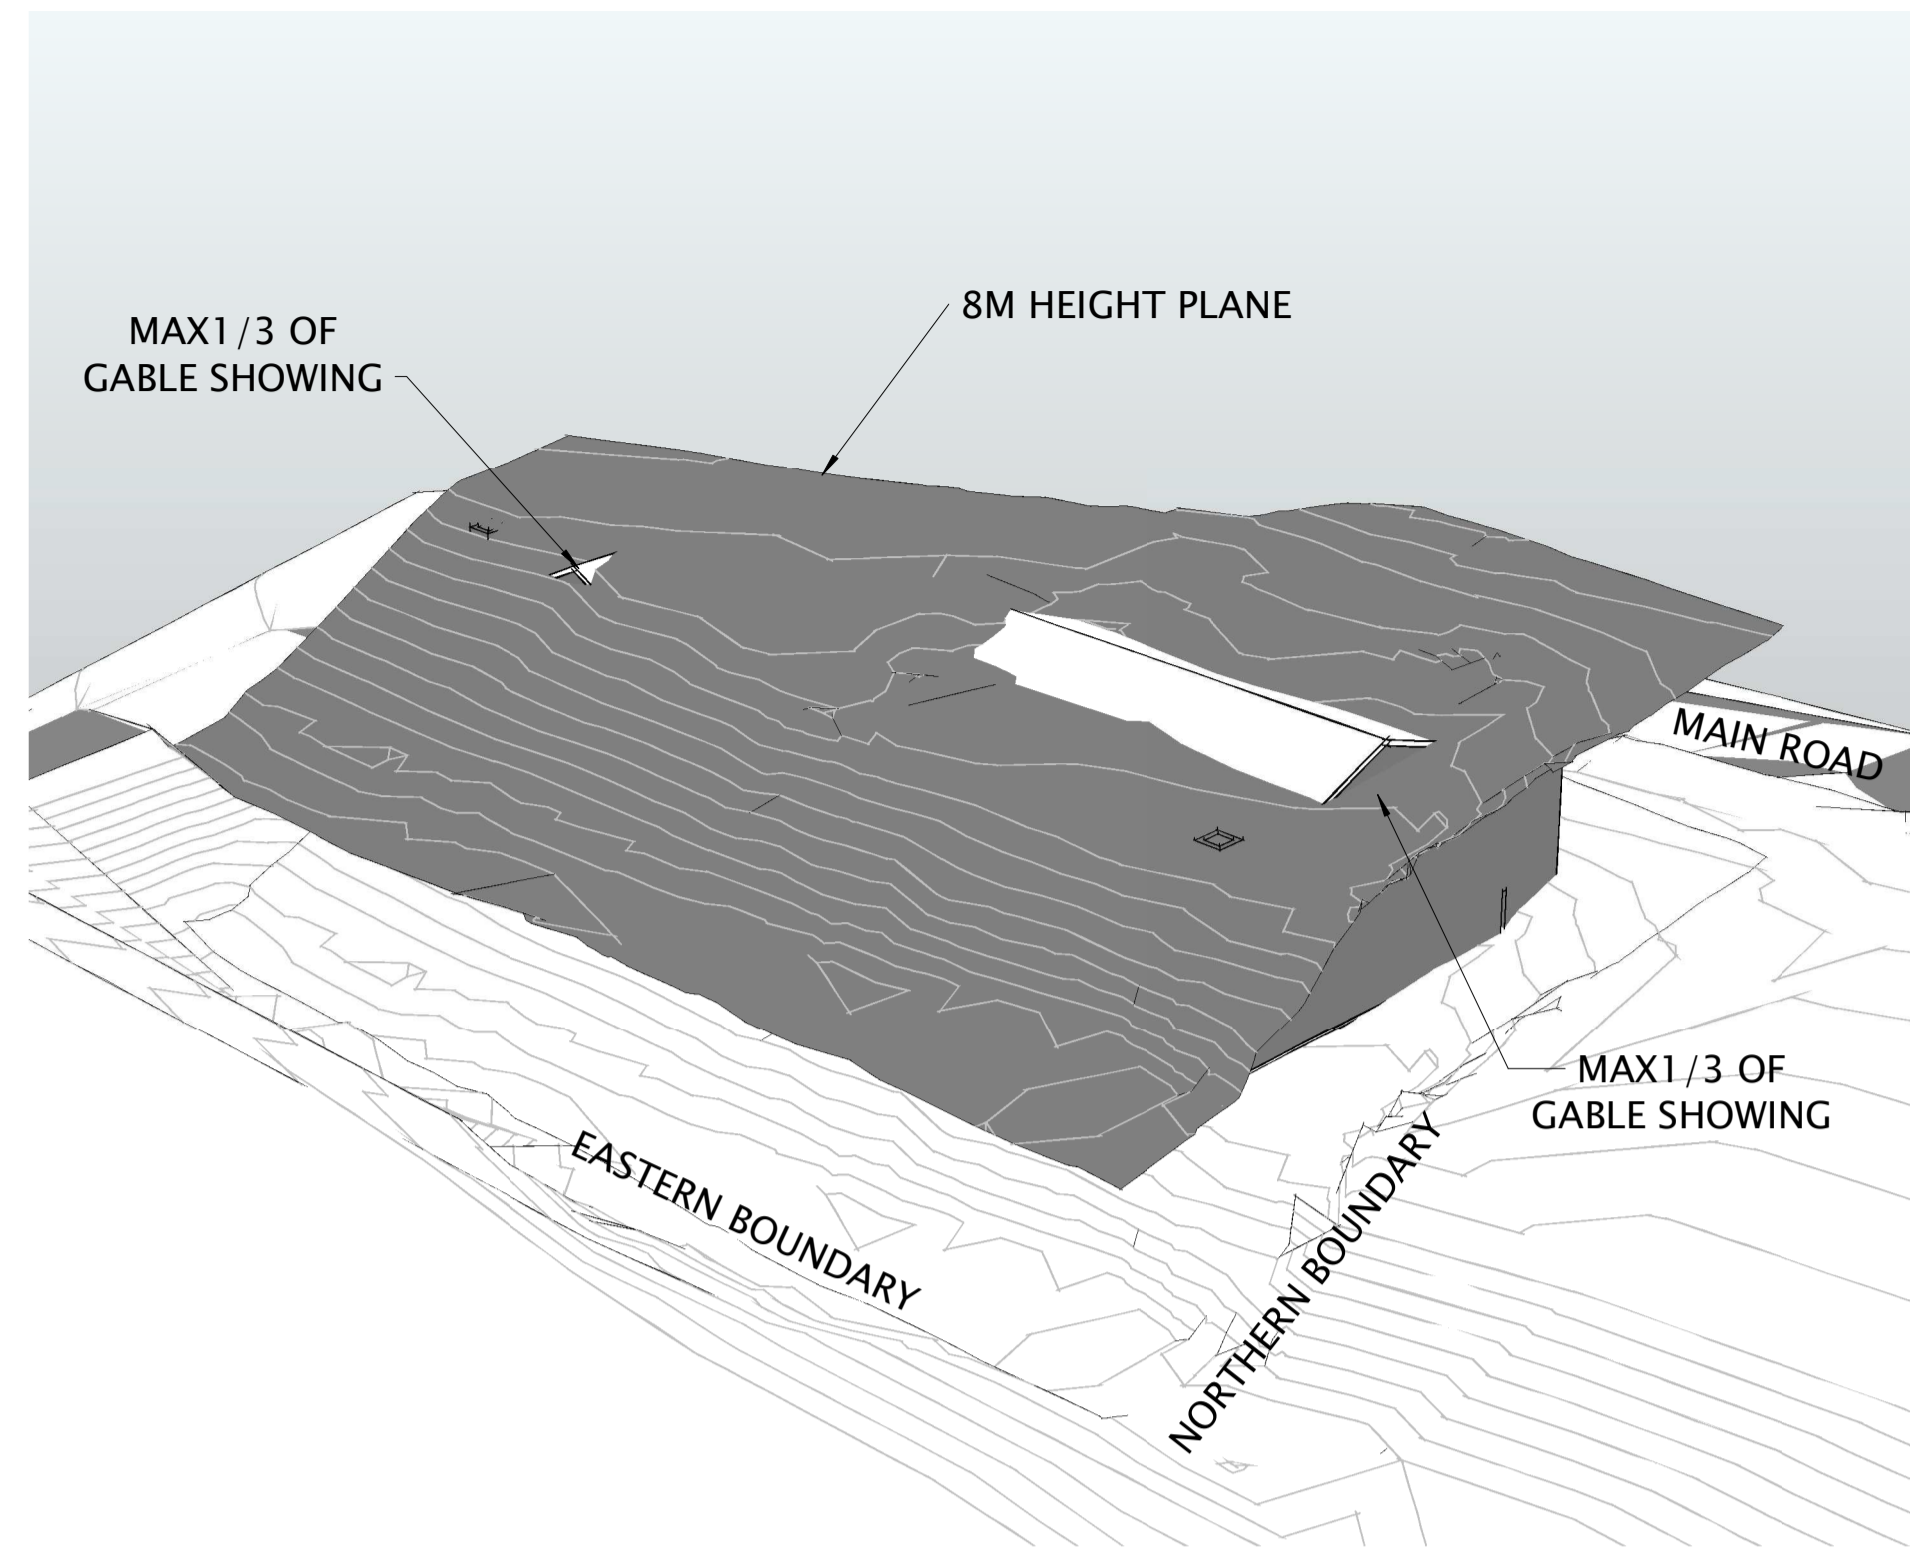 8M HEIGHT PLANE
MAX1/3 OF
GABLE SHOWING
MAIN ROAD
MAX1/3 OF
GABLE SHOWING
EASTERN BOUNDARY
NORTHERN BOUNDARY